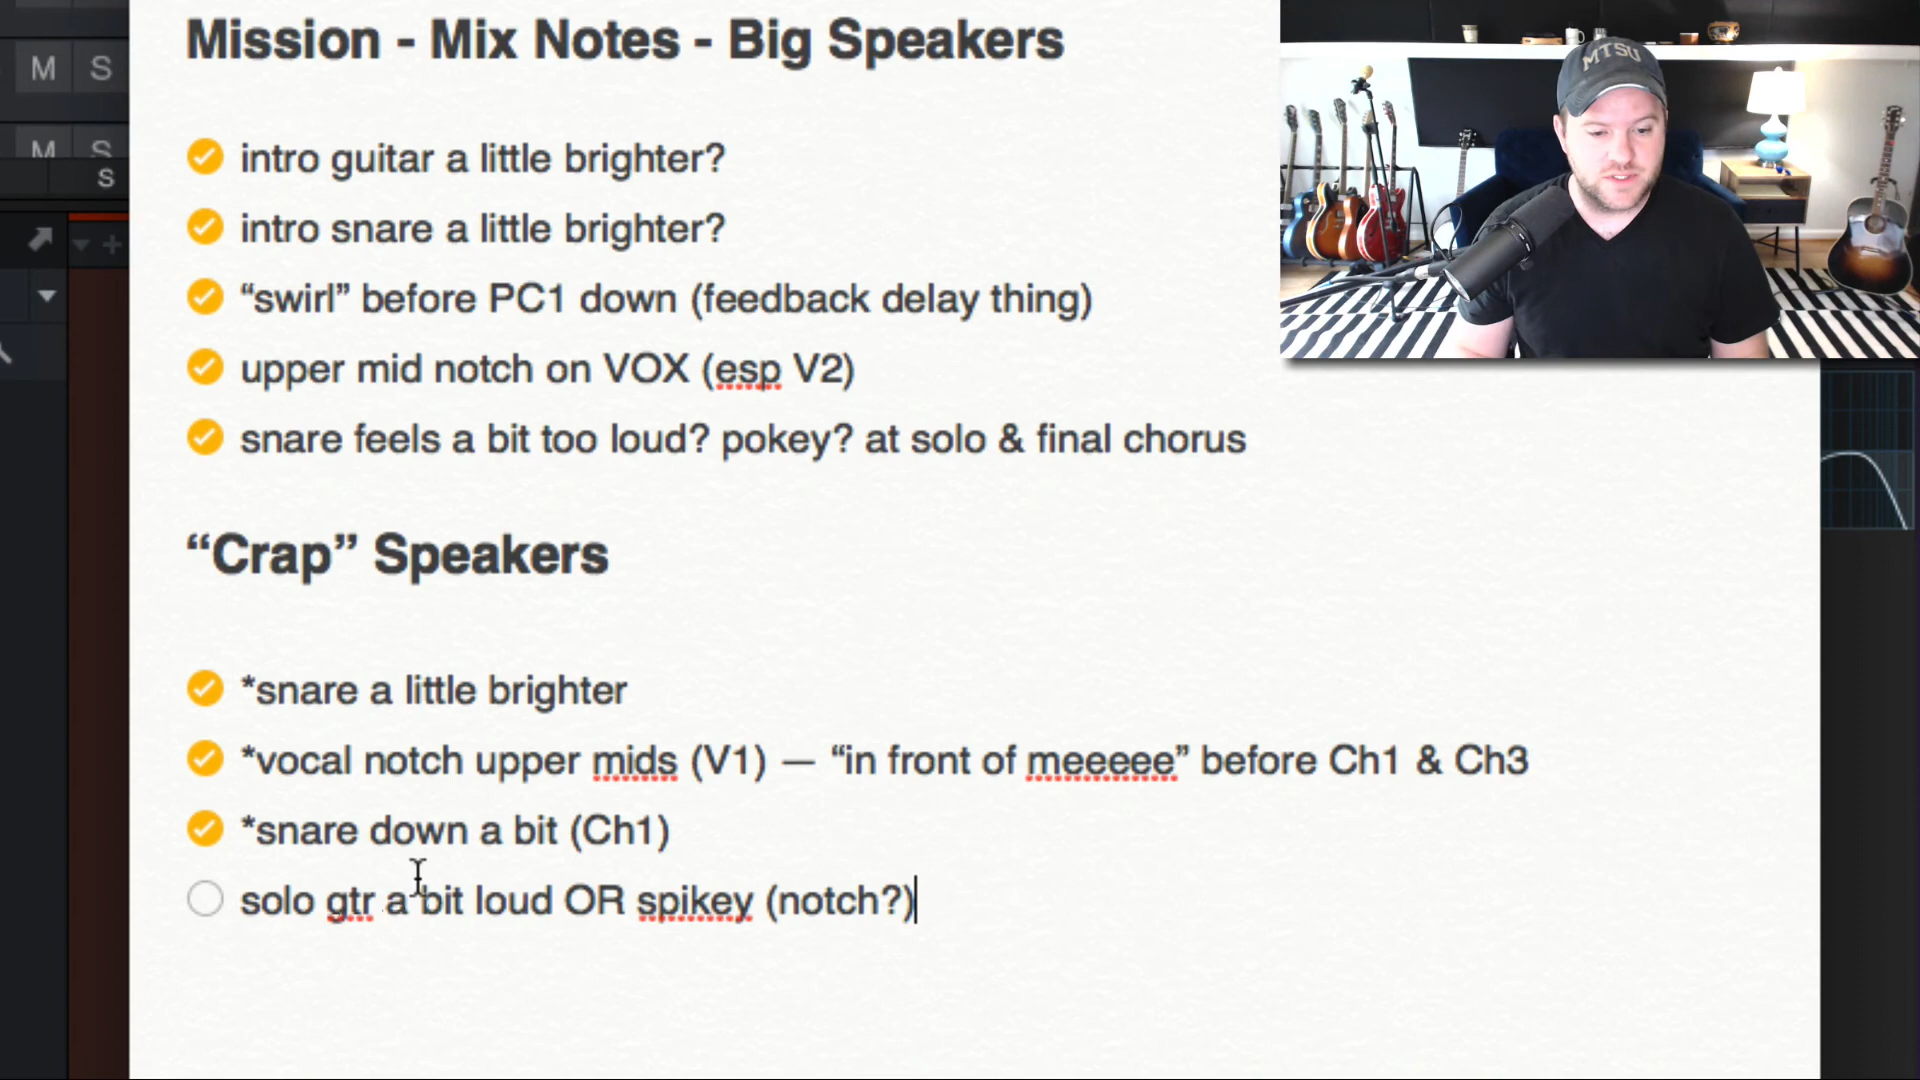 Mission - Mix Notes - Big Speakers
M S
M S
S
intro guitar a little brighter?
intro snare a little brighter?
“swirl” before PC1 down (feedback delay thing)
upper mid notch on VOX (esp V2)
snare feels a bit too loud? pokey? at solo & final chorus
“Crap” Speakers
*snare a little brighter
*vocal notch upper mids (V1) — “in front of meeeee” before Ch1 & Ch3
*snare down a bit (Ch1)
solo gtr a bit loud OR spikey (notch?)
MTSU